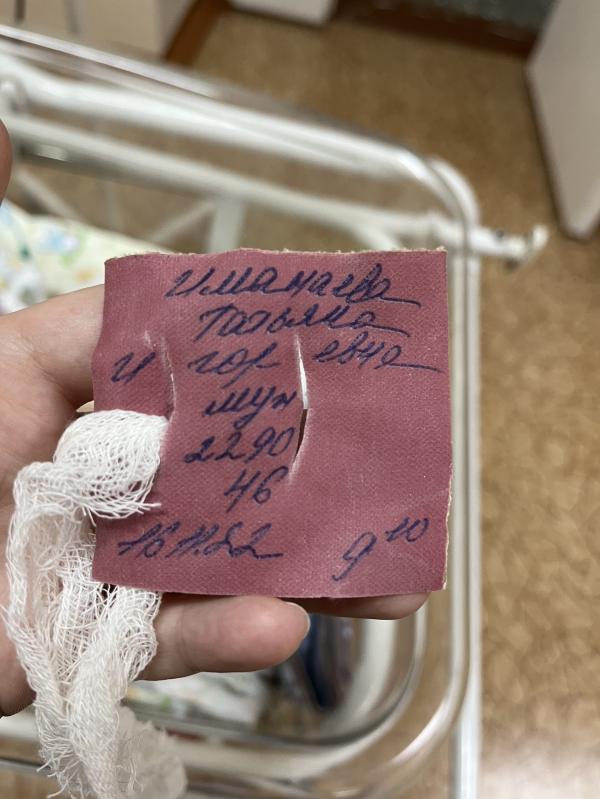 Иманаева
Татьяна
Игоревна
муж
2290
46
16.11.22 9¹⁰